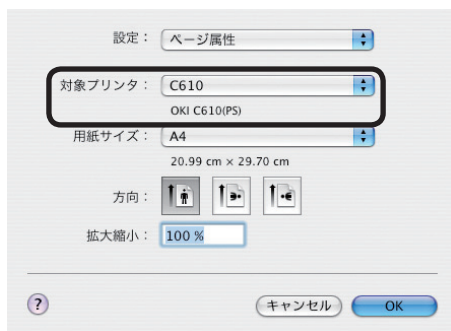 設定： ページ属性
対象プリンタ： C610
OKI C610(PS)
用紙サイズ： A4
20.99 cm × 29.70 cm
方向：
拡大縮小： 100 %
? キャンセル OK